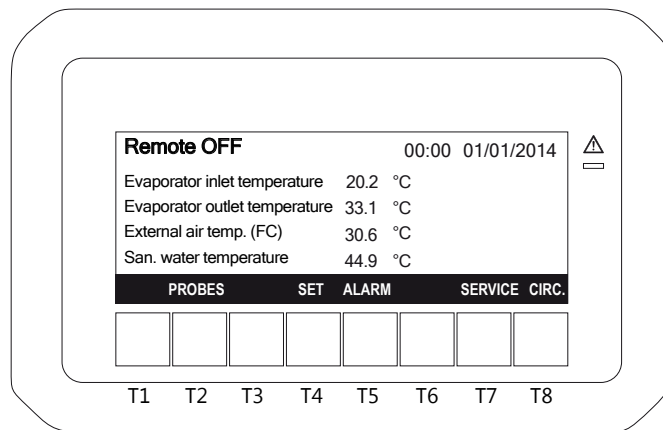 Remote OFF 00:00 01/01/2014
Evaporator inlet temperature 20.2 °C
Evaporator outlet temperature 33.1 °C
External air temp. (FC) 30.6 °C
San. water temperature 44.9 °C
PROBES SET ALARM SERVICE CIRC.
T1 T2 T3 T4 T5 T6 T7 T8